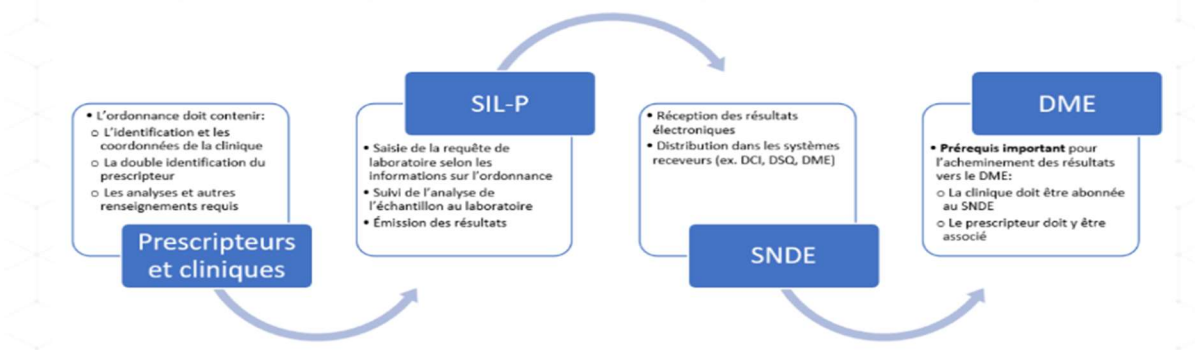 • L'ordonnance doit contenir:
o L'identification et les
coordonnées de la clinique
o La double identification du
prescripteur
o Les analyses et autres
renseignements requis
Prescripteurs
et cliniques
SIL-P
• Saisie de la requête de
laboratoire selon les
informations sur l'ordonnance
• Suivi de l'analyse de
l'échantillon au laboratoire
• Émission des résultats
• Réception des résultats
électroniques
• Distribution dans les systèmes
receveurs (ex. DCI, DSQ, DME)
SNDE
DME
• Prérequis important pour
l'acheminement des résultats
vers le DME:
o La clinique doit être abonnée
au SNDE
o Le prescripteur doit y être
associé